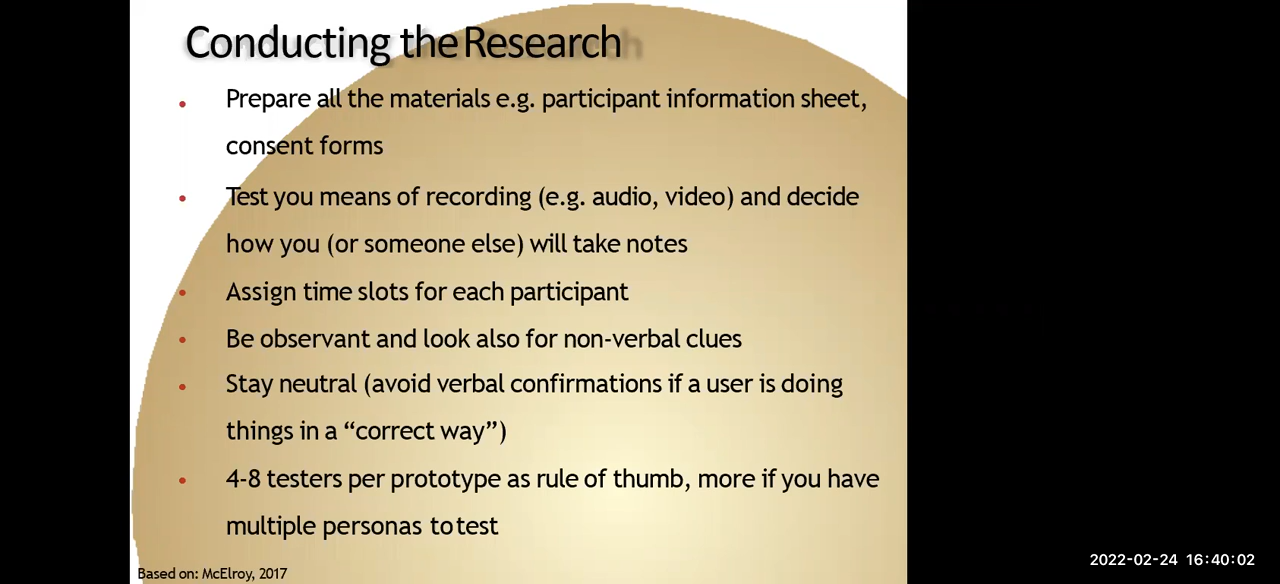 Conducting the Research
• Prepare all the materials e.g. participant information sheet,
consent forms
• Test you means of recording (e.g. audio, video) and decide
how you (or someone else) will take notes
• Assign time slots for each participant
• Be observant and look also for non-verbal clues
• Stay neutral (avoid verbal confirmations if a user is doing
things in a “correct way”)
• 4-8 testers per prototype as rule of thumb, more if you have
multiple personas to test
Based on: McElroy, 2017
2022-02-24 16:40:02